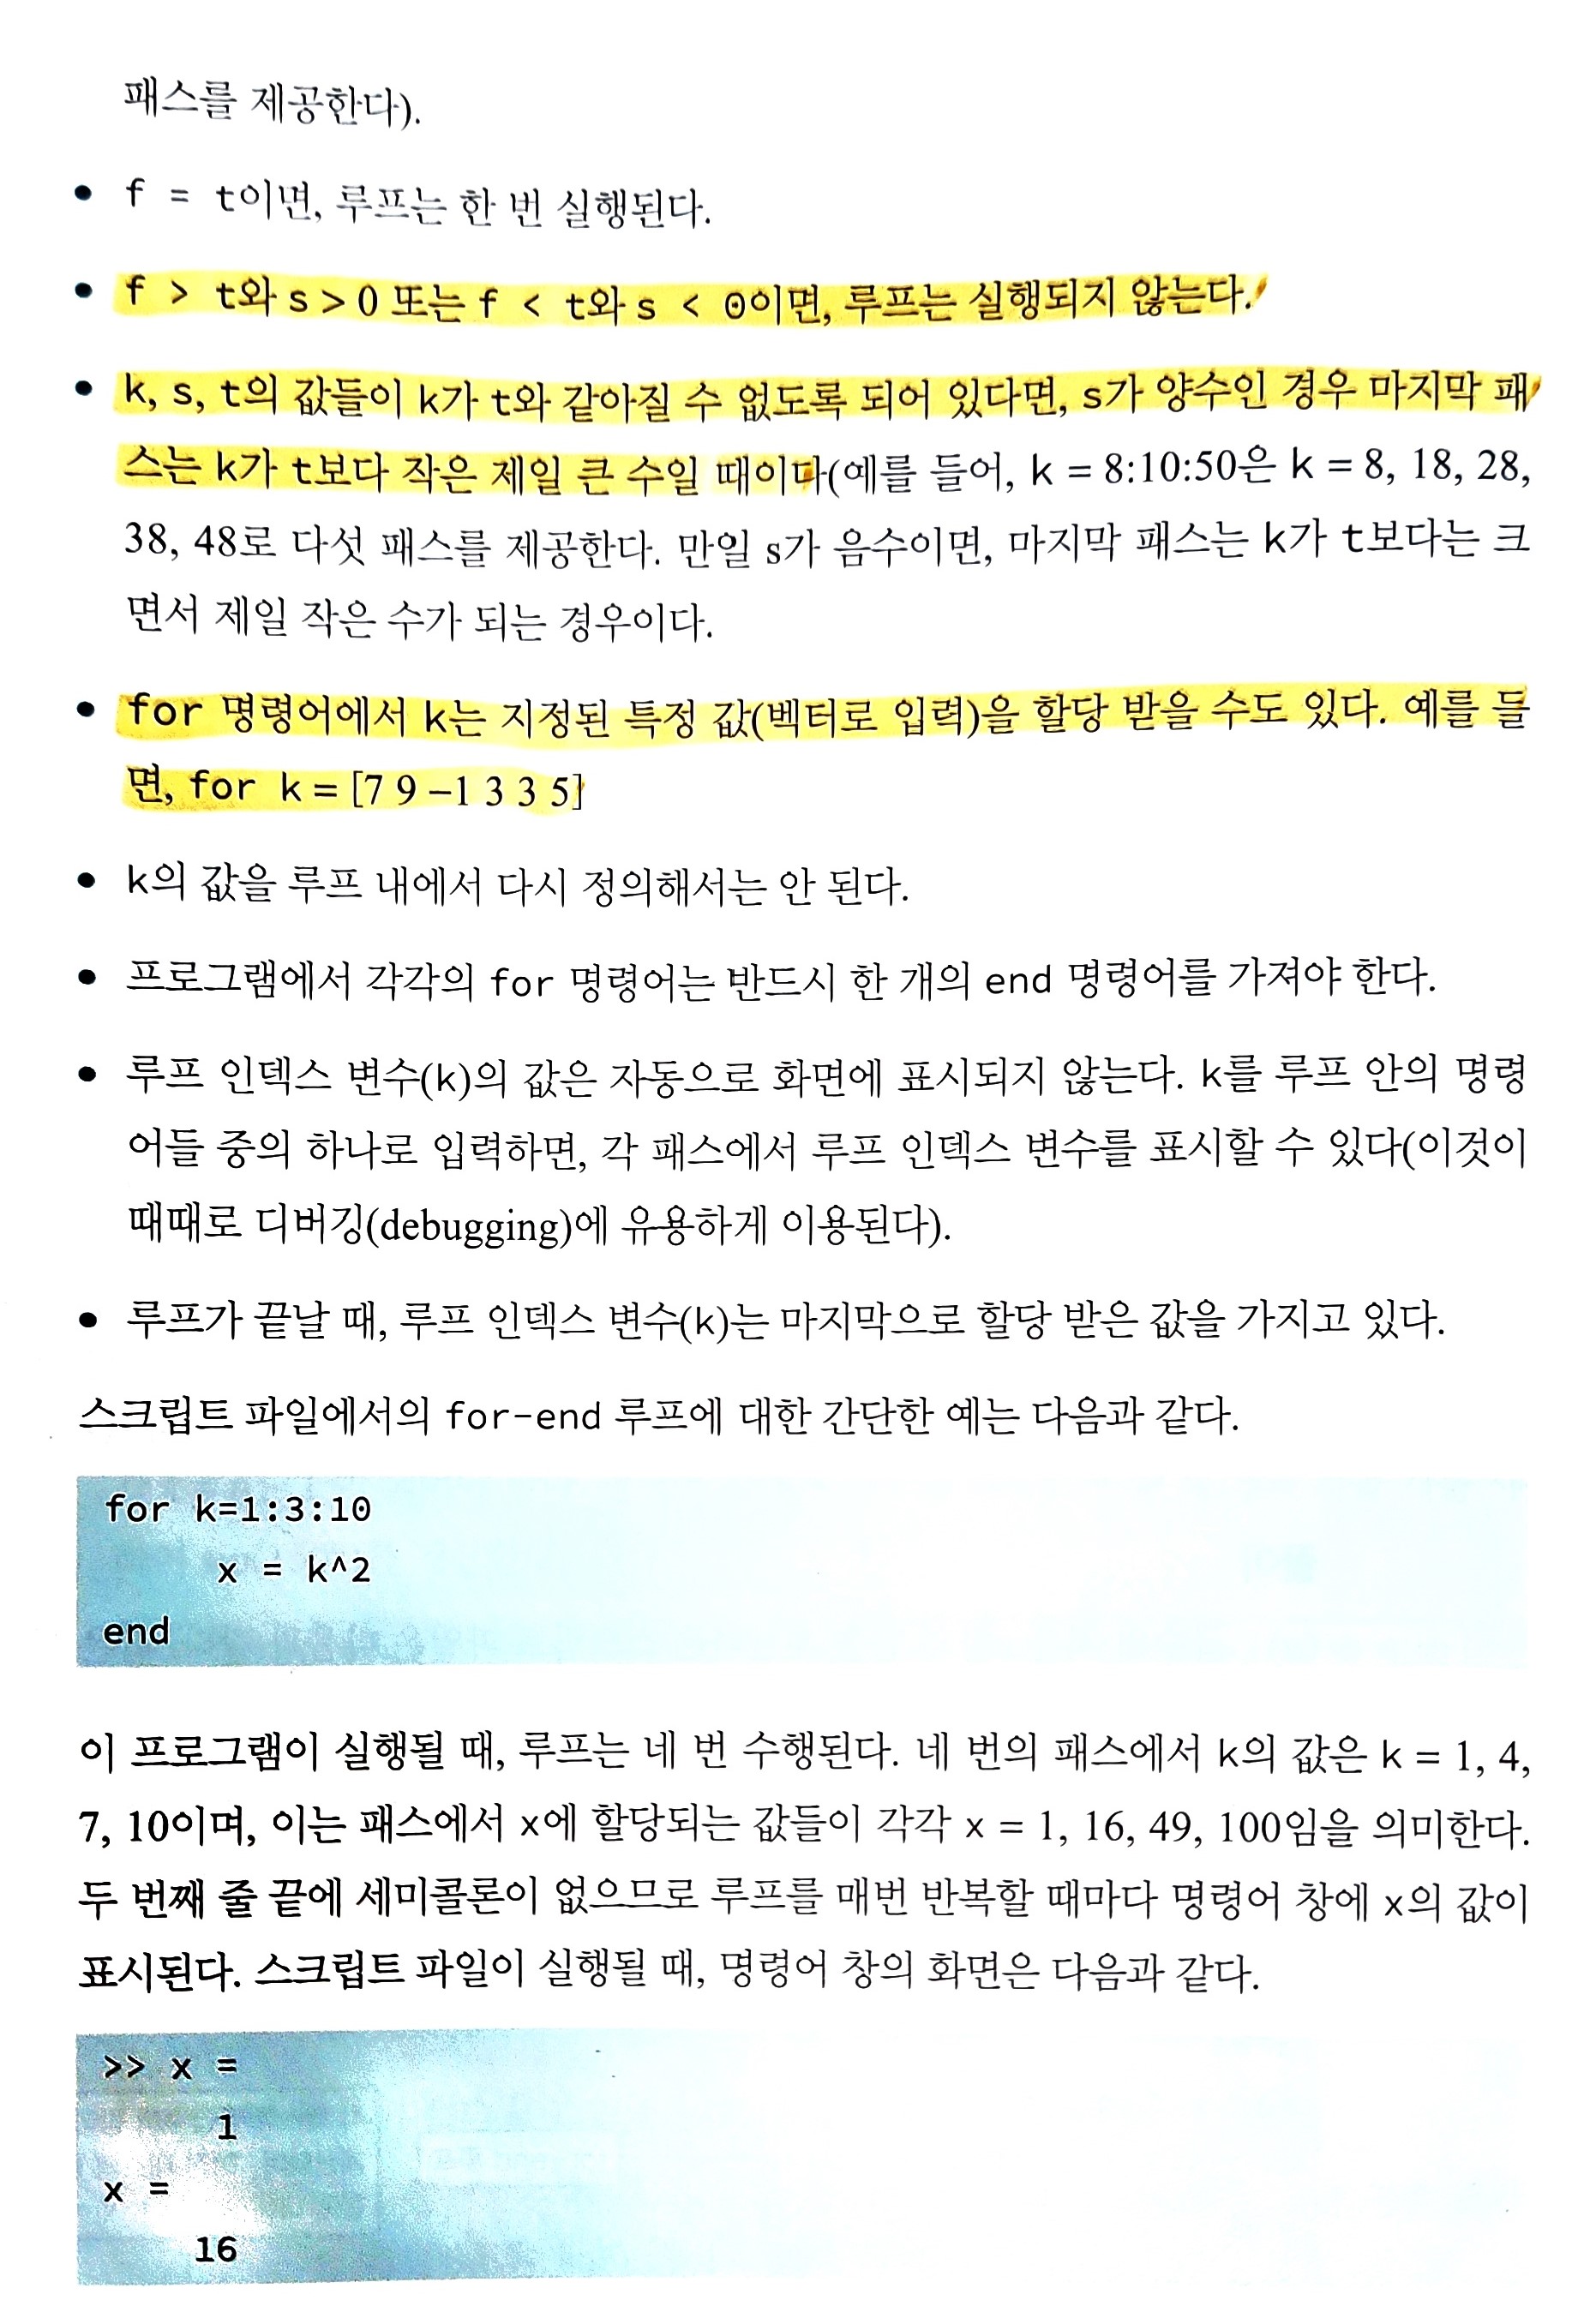 패스를 제공한다).
• f = t이면, 루프는 한 번 실행된다.
• f > t와 s > 0 또는 f < t와 s < 0이면, 루프는 실행되지 않는다.
• k, s, t의 값들이 k가 t와 같아질 수 없도록 되어 있다면, s가 양수인 경우 마지막 패
스는 k가 t보다 작은 제일 큰 수일 때이다(예를 들어, k = 8:10:50은 k = 8, 18, 28,
38, 48로 다섯 패스를 제공한다. 만일 s가 음수이면, 마지막 패스는 k가 t보다는 크
면서 제일 작은 수가 되는 경우이다.
• for 명령어에서 k는 지정된 특정 값(벡터로 입력)을 할당 받을 수도 있다. 예를 들
면, for k = [7 9 –1 3 3 5]
• k의 값을 루프 내에서 다시 정의해서는 안 된다.
• 프로그램에서 각각의 for 명령어는 반드시 한 개의 end 명령어를 가져야 한다.
• 루프 인덱스 변수(k)의 값은 자동으로 화면에 표시되지 않는다. k를 루프 안의 명령
어들 중의 하나로 입력하면, 각 패스에서 루프 인덱스 변수를 표시할 수 있다(이것이
때때로 디버깅(debugging)에 유용하게 이용된다).
• 루프가 끝날 때, 루프 인덱스 변수(k)는 마지막으로 할당 받은 값을 가지고 있다.
스크립트 파일에서의 for-end 루프에 대한 간단한 예는 다음과 같다.
for k=1:3:10
x = k^2
end
이 프로그램이 실행될 때, 루프는 네 번 수행된다. 네 번의 패스에서 k의 값은 k = 1, 4,
7, 10이며, 이는 패스에서 x에 할당되는 값들이 각각 x = 1, 16, 49, 100임을 의미한다.
두 번째 줄 끝에 세미콜론이 없으므로 루프를 매번 반복할 때마다 명령어 창에 x의 값이
표시된다. 스크립트 파일이 실행될 때, 명령어 창의 화면은 다음과 같다.
>> x =
1
x =
16